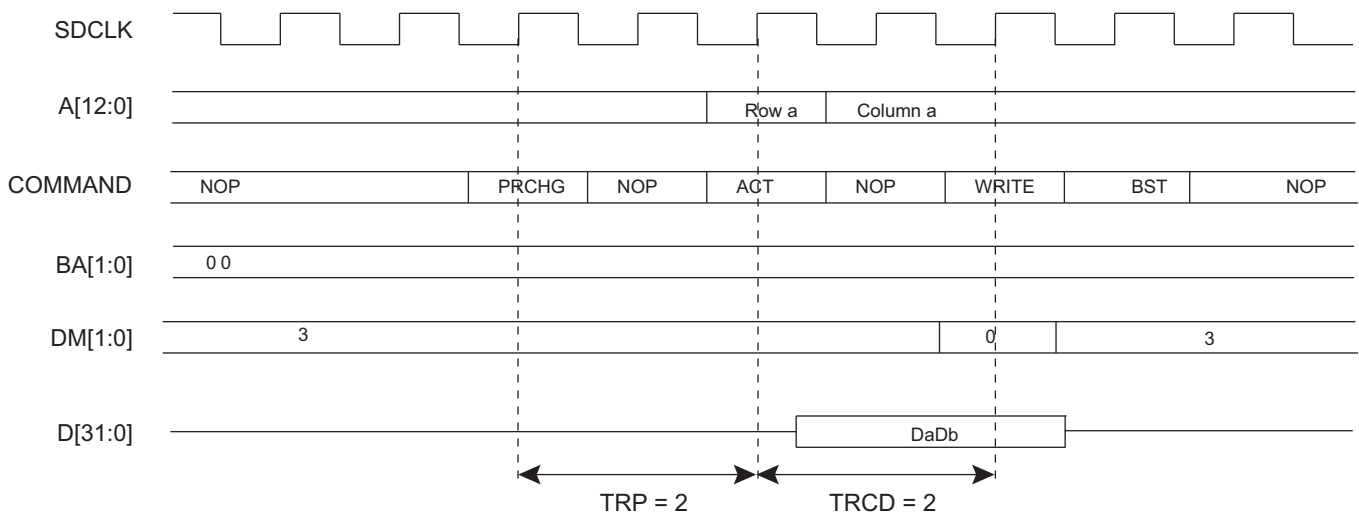 SDCLK
A[12:0] Row a Column a
COMMAND NOP PRCHG NOP ACT NOP WRITE BST NOP
BA[1:0] 0 0
DM[1:0] 3 0 3
D[31:0] DaDb
TRP = 2 TRCD = 2